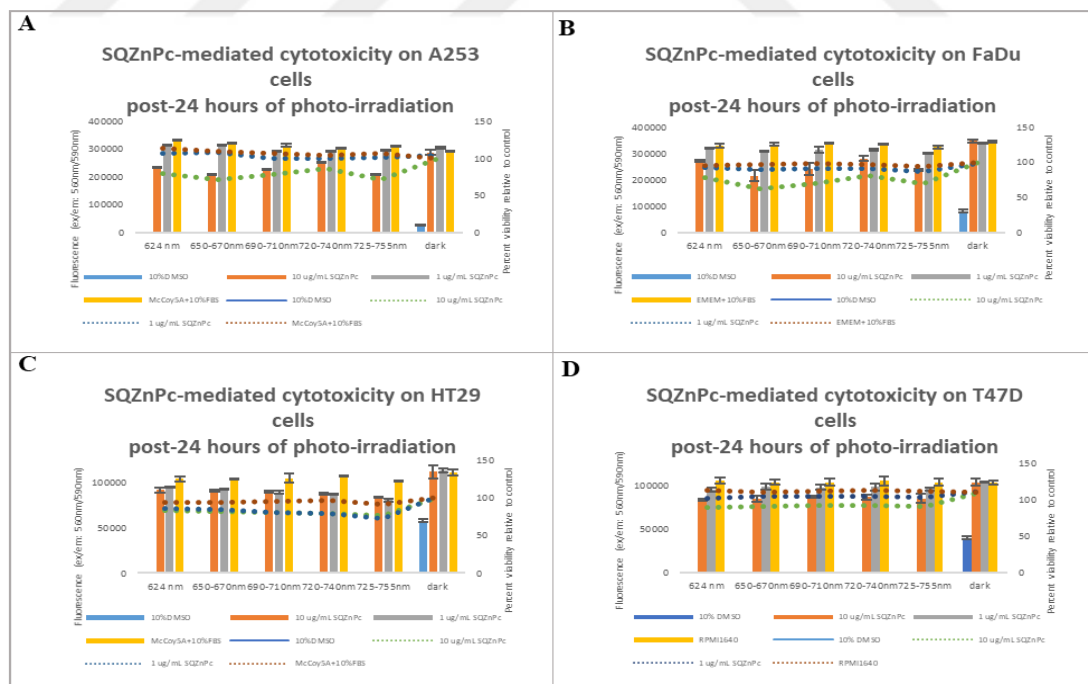 A
SQZnPc-mediated cytotoxicity on A253
cells
post-24 hours of photo-irradiation
Fluorescence (ex/em: 560nm/590nm)
400000
300000
200000
100000
0
150
100
50
0
Percent viability relative to control
624 nm 650-670nm 690-710nm 720-740nm 725-755nm dark
10%DMSO 10 ug/mL SQZnPc 1 ug/mL SQZnPc
McCoy5A+10%FBS 10%DMSO 10 ug/mL SQZnPc
1 ug/mL SQZnPc McCoy5A+10%FBS
B
SQZnPc-mediated cytotoxicity on FaDu
cells
post-24 hours of photo-irradiation
Fluorescence (ex/em: 560nm/590nm)
400000
300000
200000
100000
0
150
100
50
0
Percent viability relative to control
624 nm 650-670nm 690-710nm 720-740nm 725-755nm dark
10%DMSO 10 ug/mL SQZnPc 1 ug/mL SQZnPc
EMEM+10%FBS 10%DMSO 10 ug/mL SQZnPc
1 ug/mL SQZnPc EMEM+10%FBS
C
SQZnPc-mediated cytotoxicity on HT29
cells
post-24 hours of photo-irradiation
Fluorescence (ex/em: 560nm/590nm)
100000
50000
0
150
100
50
0
Percent viability relative to control
624 nm 650-670nm 690-710nm 720-740nm 725-755nm dark
10%DMSO 10 ug/mL SQZnPc 1 ug/mL SQZnPc
McCoy5A+10%FBS 10%DMSO 10 ug/mL SQZnPc
1 ug/mL SQZnPc McCoy5A+10%FBS
D
SQZnPc-mediated cytotoxicity on T47D
cells
post-24 hours of photo-irradiation
Fluorescence (ex/em: 560nm/590nm)
100000
50000
0
150
100
50
0
Percent viability relative to control
624 nm 650-670nm 690-710nm 720-740nm 725-755nm dark
10% DMSO 10 ug/mL SQZnPc 1 ug/mL SQZnPc
RPMI1640 10% DMSO 10 ug/mL SQZnPc
1 ug/mL SQZnPc RPMI1640